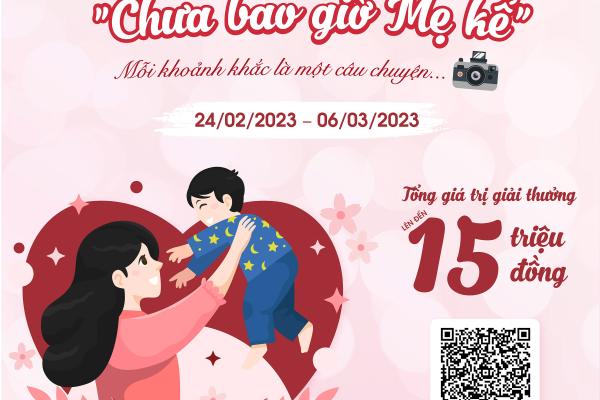 "Chưa bao giờ Mẹ kể"
Mỗi khoảnh khắc là một câu chuyện...
24/02/2023 – 06/03/2023
Tổng giá trị giải thưởng
LÊN ĐẾN
15 triệu
đồng